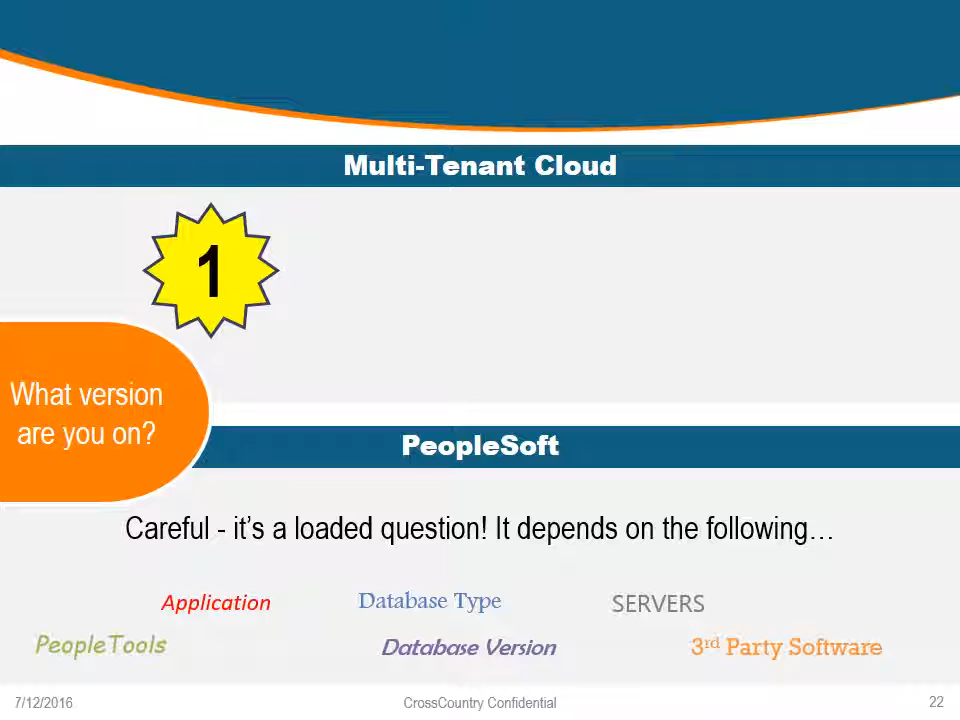 Multi-Tenant Cloud
1
What version
are you on?
PeopleSoft
Careful - it's a loaded question! It depends on the following…
Application
Database Type
SERVERS
PeopleTools
Database Version
3rd Party Software
7/12/2016
CrossCountry Confidential
22